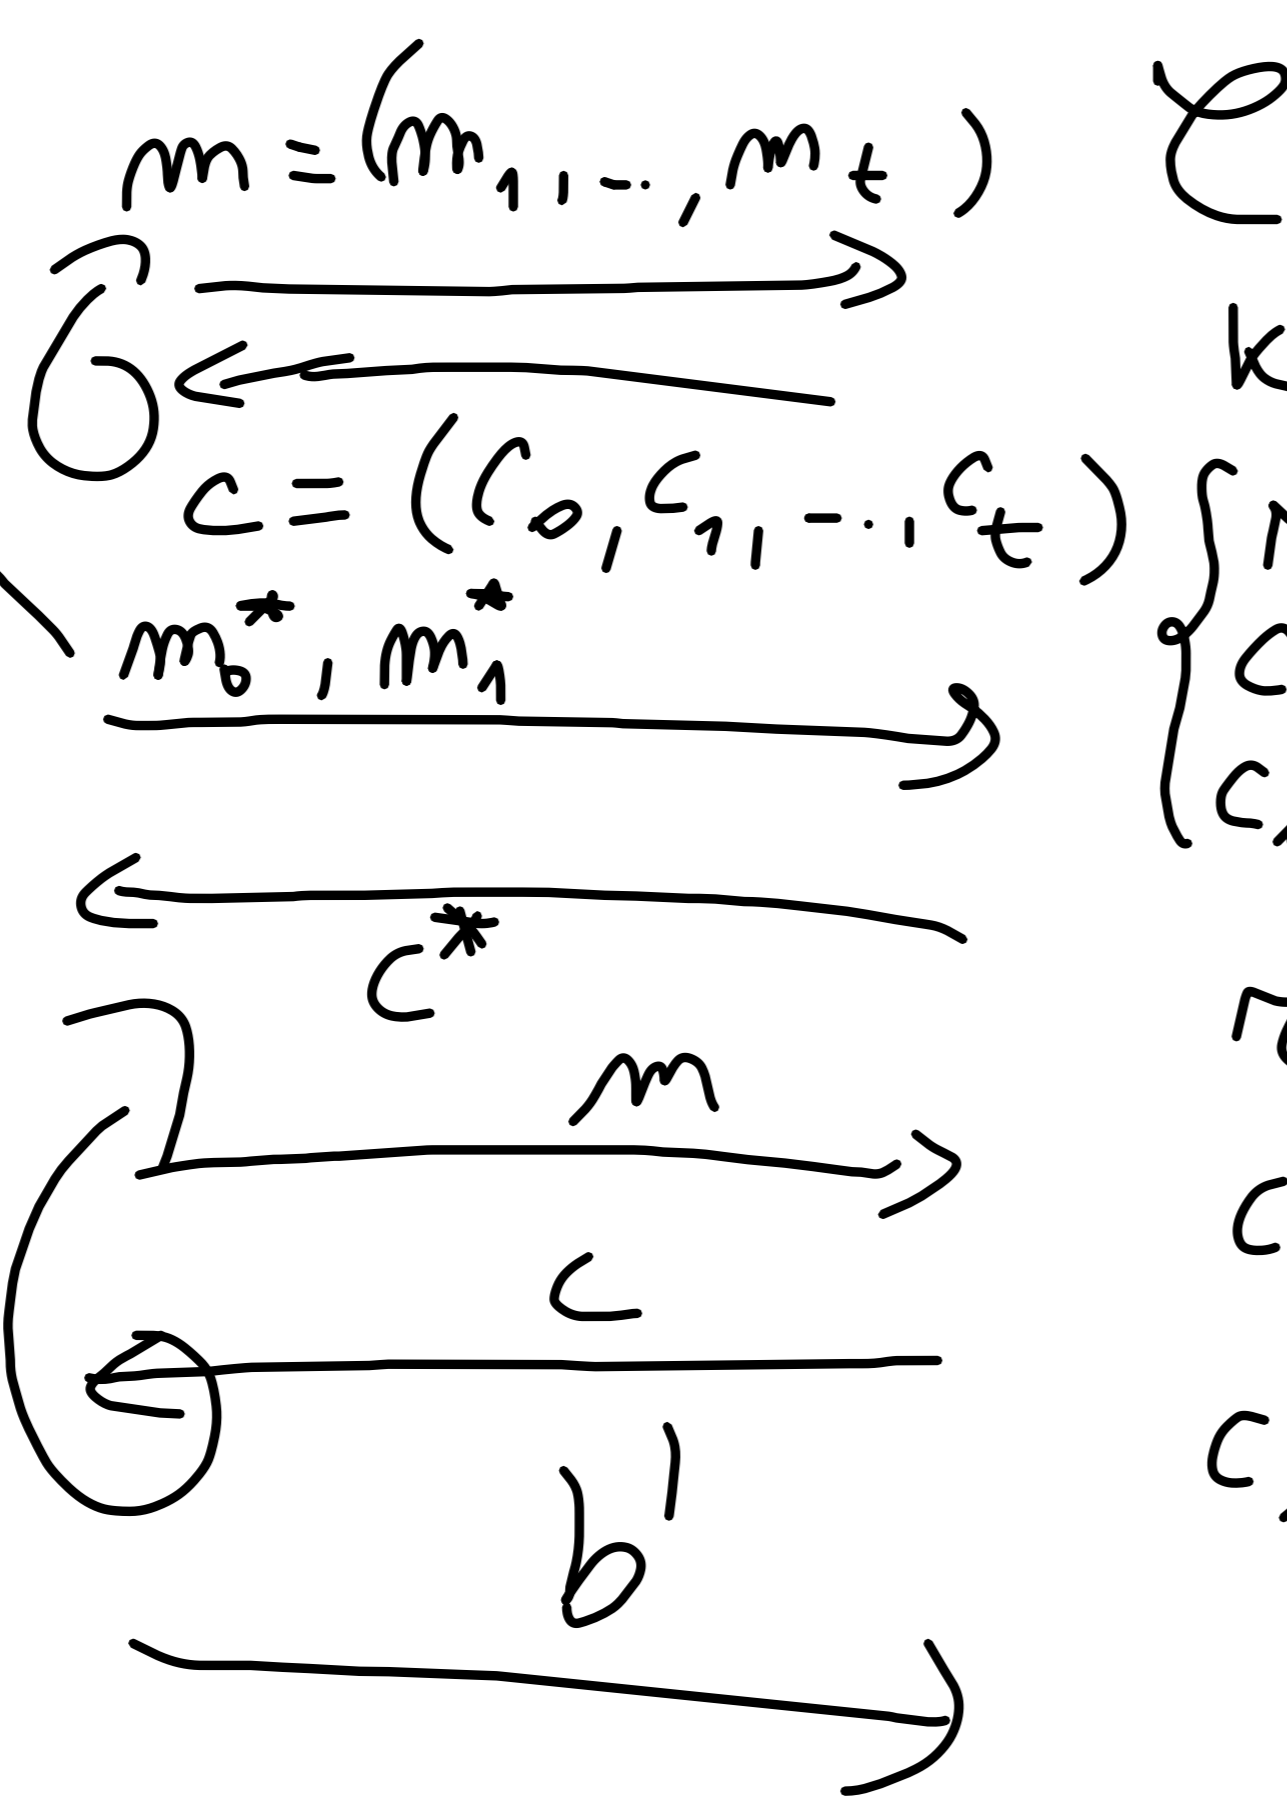 m = (m₁, ..., mₜ)
c = (c₀, c₁, ..., cₜ)
m₀*, m₁*
c*
m
c
b'